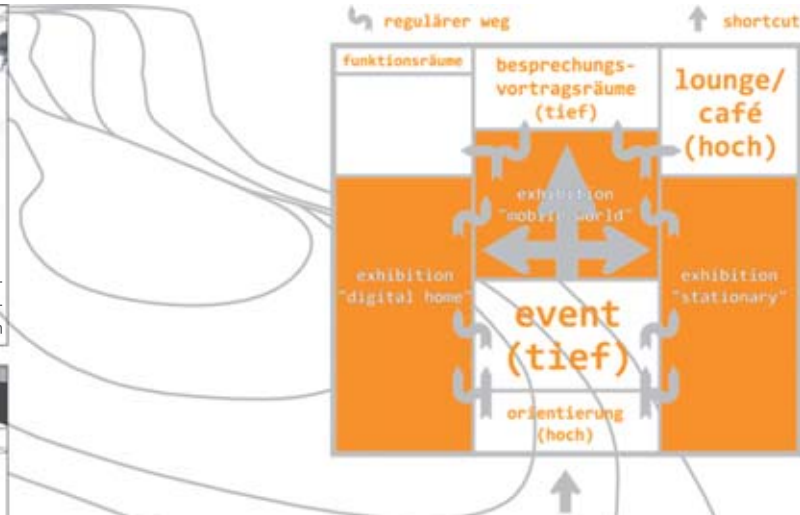 regulärer weg
shortcut
funktionsräume
besprechungs-
vortragsräume
(tief)
lounge/
café
(hoch)
exhibition
"mobile world"
exhibition
"digital home"
exhibition
"stationary"
event
(tief)
orientierung
(hoch)